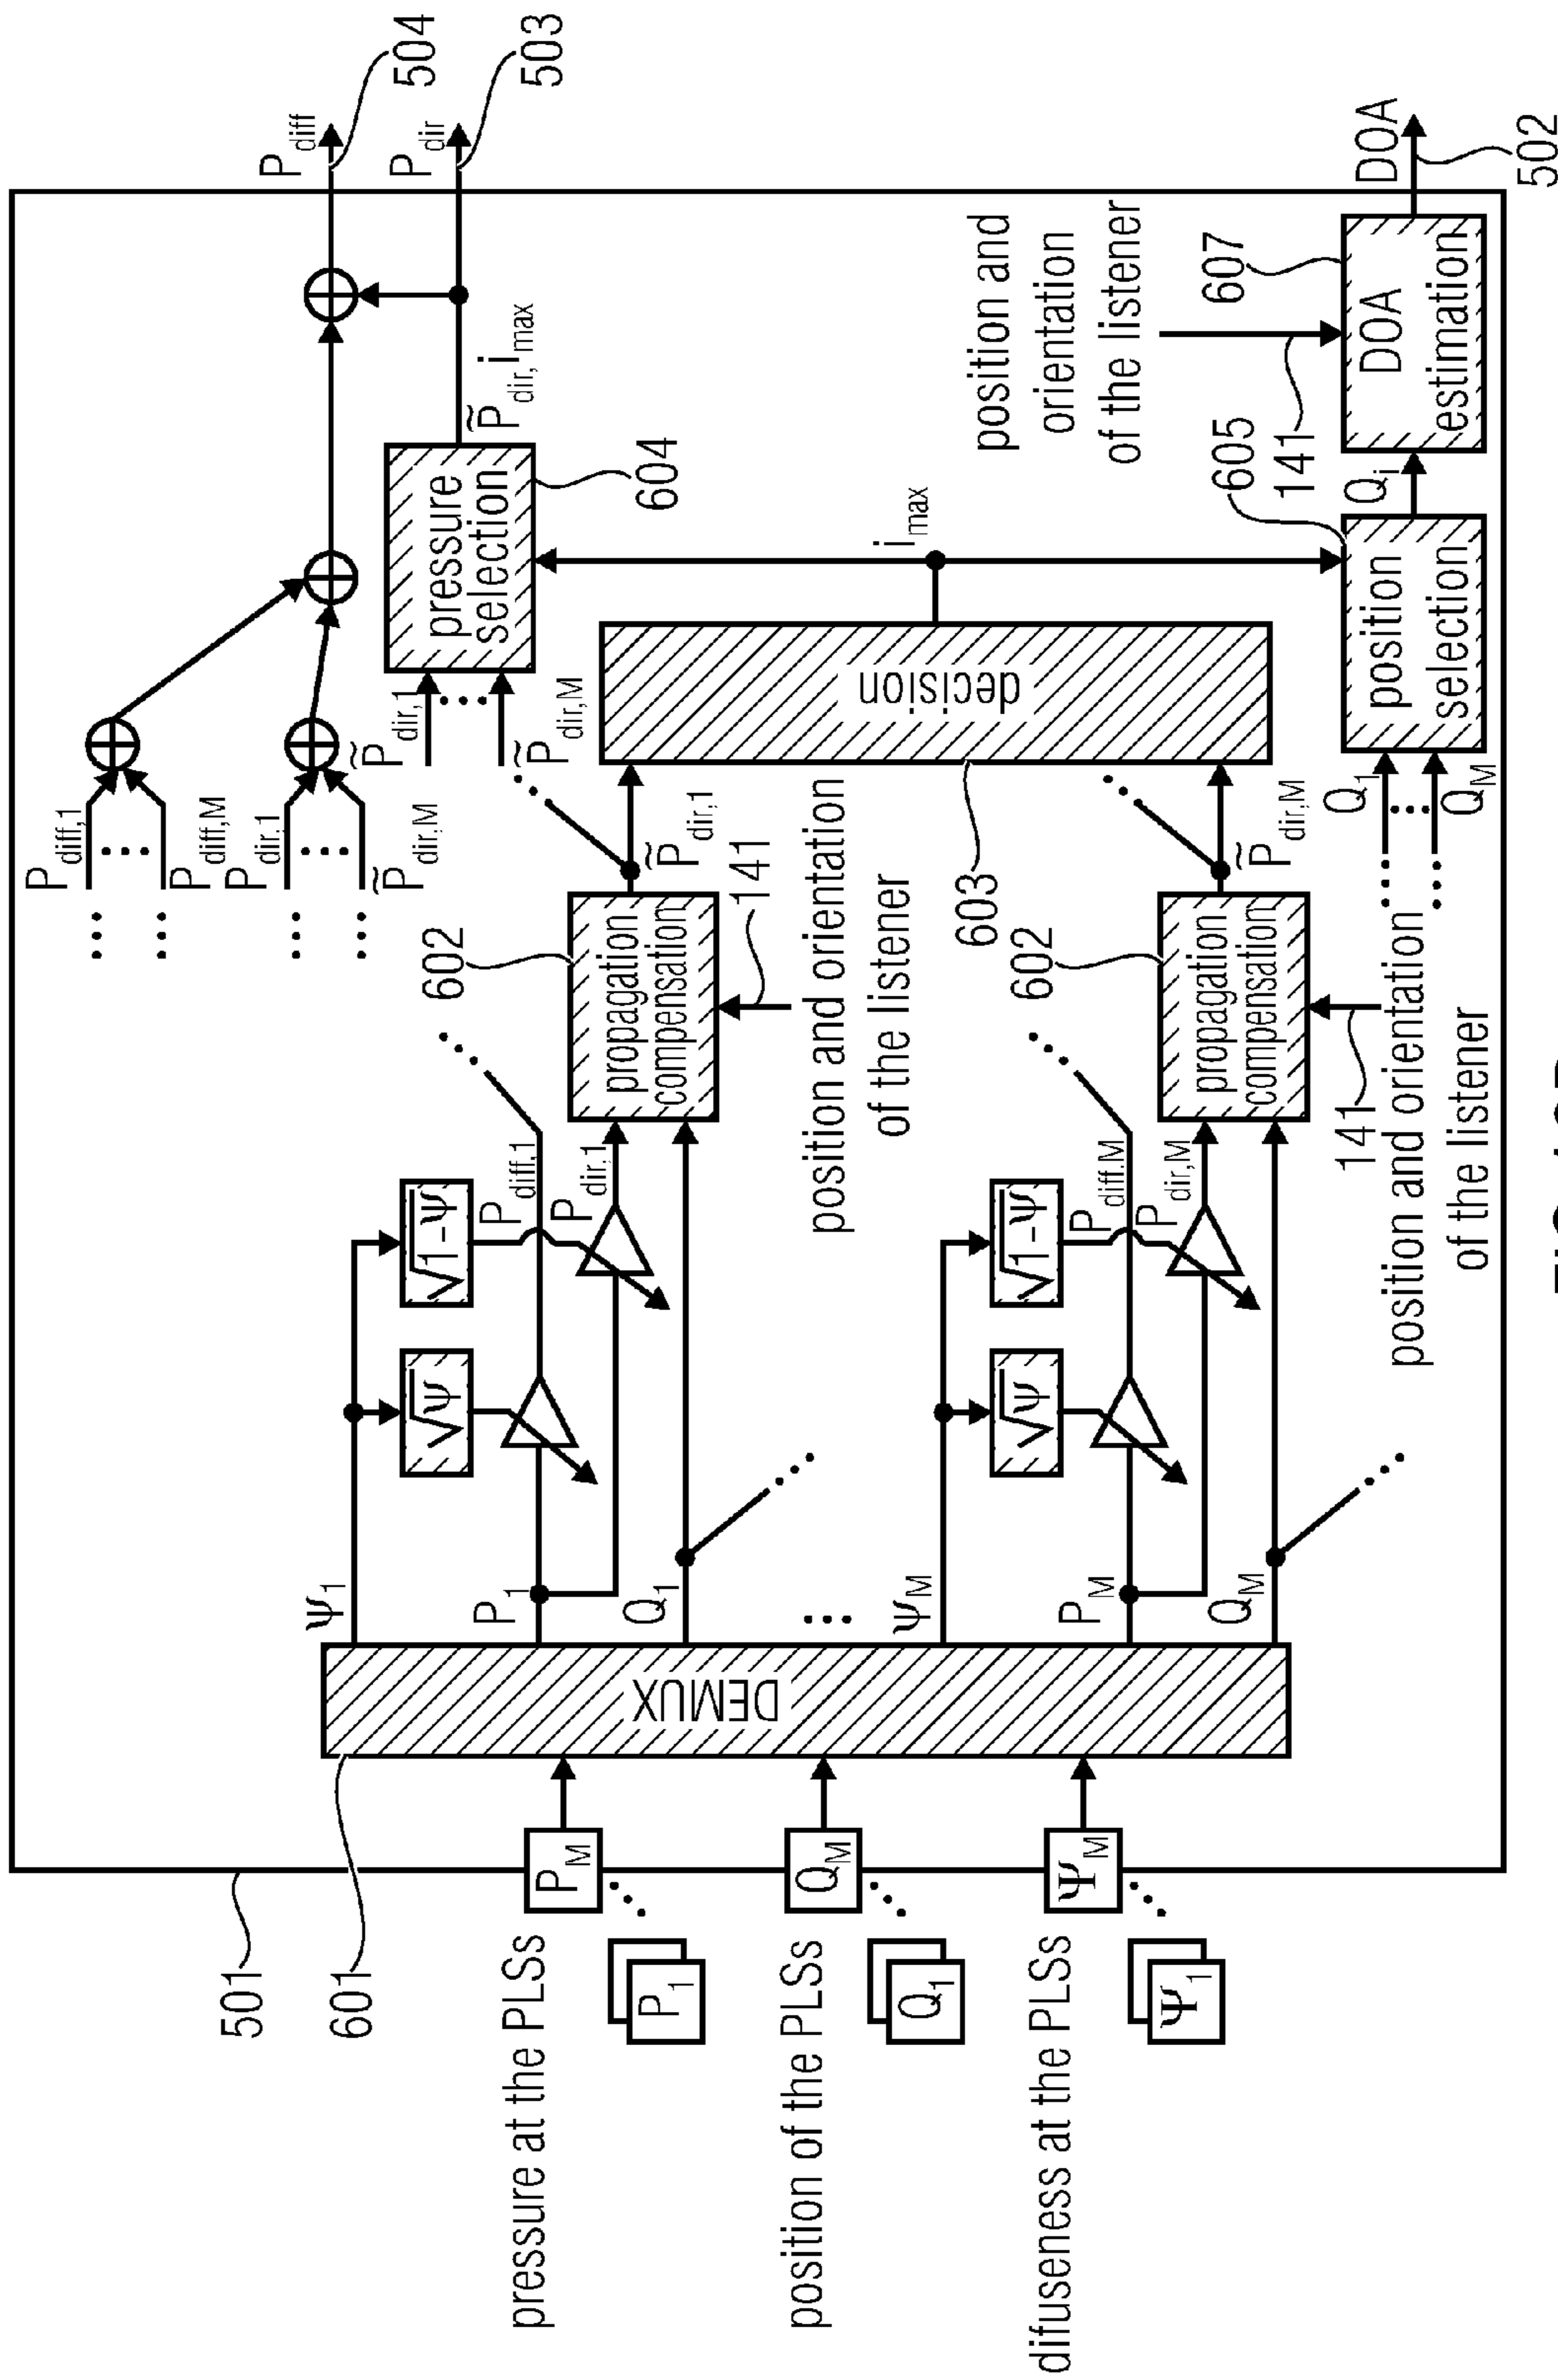 501
601
pressure at the PLSs
P1
PM
position of the PLSs
Q1
QM
difuseness at the PLSs
Ψ1
ΨM
DEMUX
Ψ1
P1
Q1
...
ΨM
PM
QM
√Ψ
√1-Ψ
Pdiff,1
Pdir,1
√Ψ
√1-Ψ
Pdiff,M
Pdir,M
602
propagation
compensation
141
position and orientation
of the listener
P̃dir,1
602
propagation
compensation
141
position and orientation
of the listener
P̃dir,M
603
decision
imax
Pdiff,1
Pdiff,M
Pdir,1
P̃dir,M
P̃dir,1
P̃dir,M
pressure
selection
604
P̃dir,imax
Q1
QM
position
selection
605
Qi
position and
orientation
of the listener
141
607
DOA
estimation
Pdiff
504
Pdir
503
DOA
502